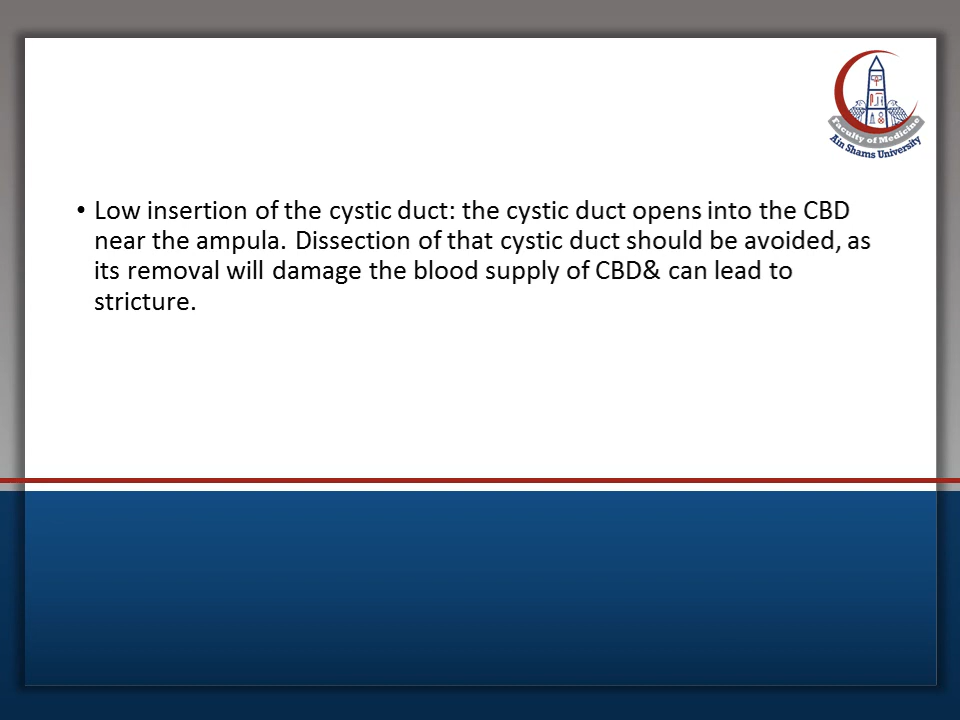 Faculty of Medicine
Ain Shams University
• Low insertion of the cystic duct: the cystic duct opens into the CBD
near the ampula. Dissection of that cystic duct should be avoided, as
its removal will damage the blood supply of CBD& can lead to
stricture.